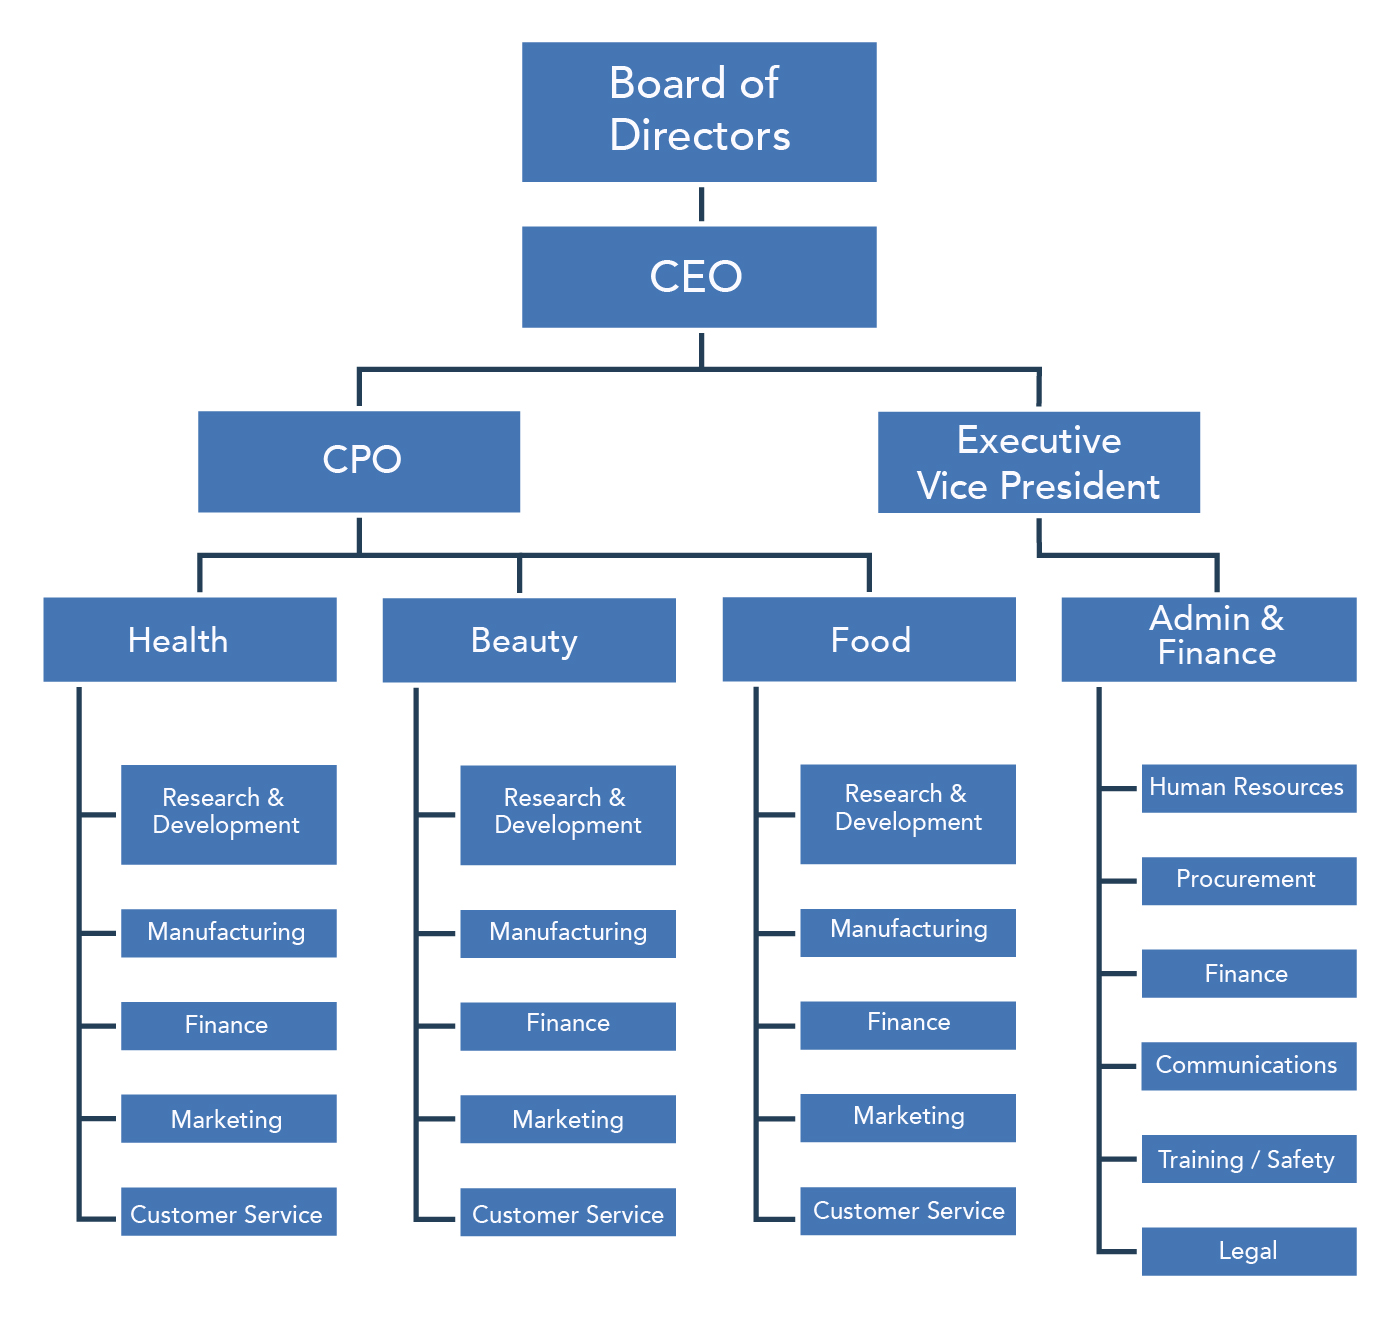 Board of
Directors
CEO
CPO
Executive
Vice President
Health
Beauty
Food
Admin &
Finance
Research &
Development
Manufacturing
Finance
Marketing
Customer Service
Research &
Development
Manufacturing
Finance
Marketing
Customer Service
Research &
Development
Manufacturing
Finance
Marketing
Customer Service
Human Resources
Procurement
Finance
Communications
Training / Safety
Legal